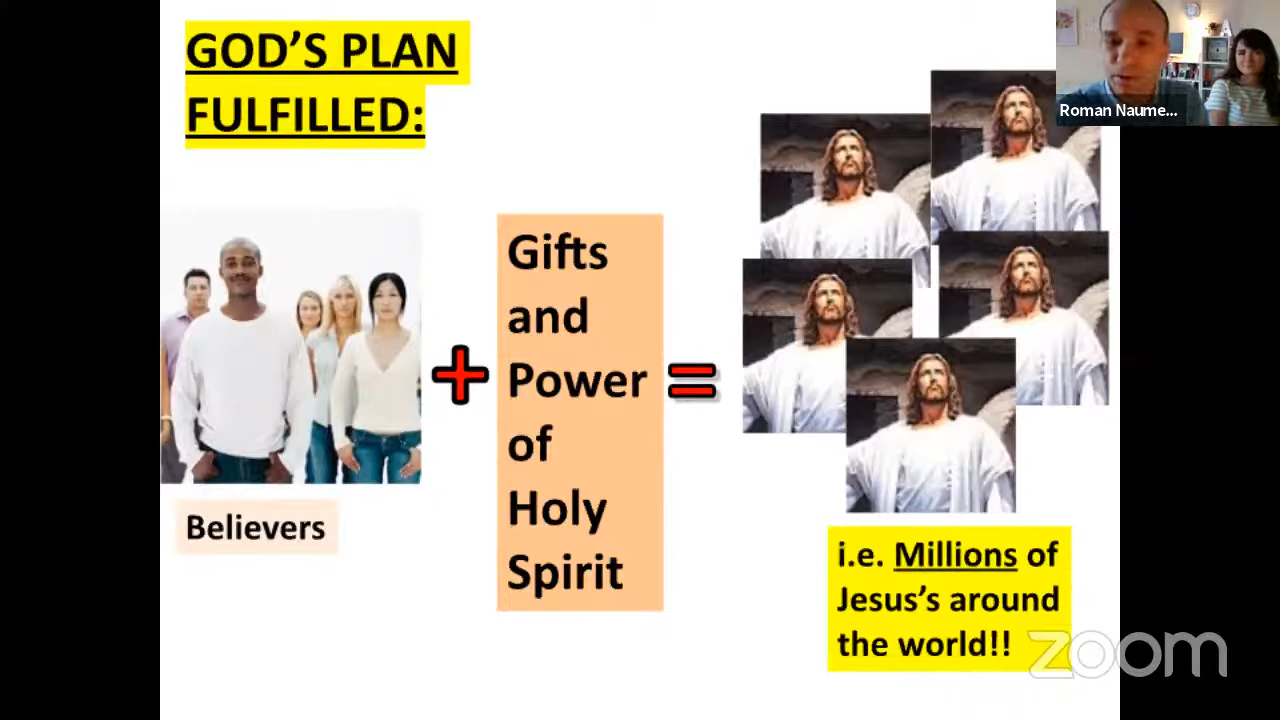 GOD'S PLAN
FULFILLED:
Roman Naume...
Gifts
and
Power
of
Holy
Spirit
+
=
Believers
i.e. Millions of
Jesus's around
the world!!
zoom